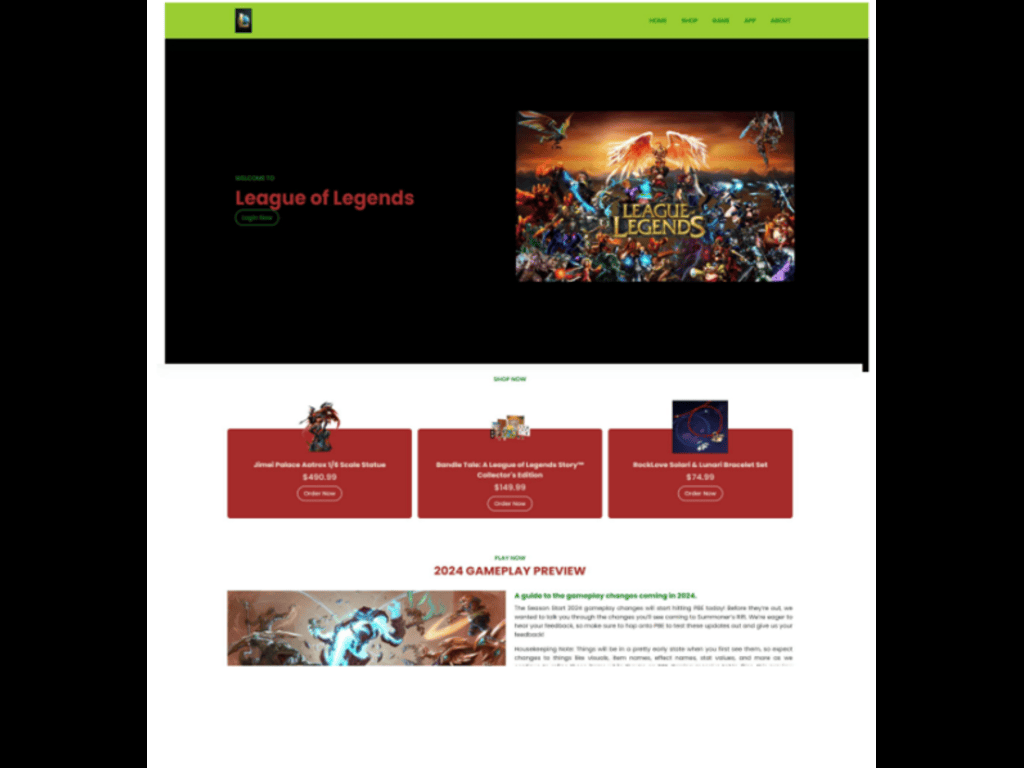 HOME SHOP GAME APP ABOUT
WELCOME TO
League of Legends
Login Now
LEAGUE OF
LEGENDS
SHOP NOW
Jimei Palace Aatrox 1/6 Scale Statue
$490.99
Order Now
Bandle Tale: A League of Legends Story™
Collector's Edition
$149.99
Order Now
RockLove Solari & Lunari Bracelet Set
$74.99
Order Now
PLAY NOW
2024 GAMEPLAY PREVIEW
A guide to the gameplay changes coming in 2024.
The Season Start 2024 gameplay changes will start hitting PBE today! Before they're out, we
wanted to talk you through the changes you'll see coming to Summoner's Rift. We're eager to
hear your feedback, so make sure to hop onto PBE to test these updates out and give us your
feedback!
Housekeeping Note: Things will be in a pretty early state when you first see them, so expect
changes to things like visuals, item names, effect names, stat values, and more as we